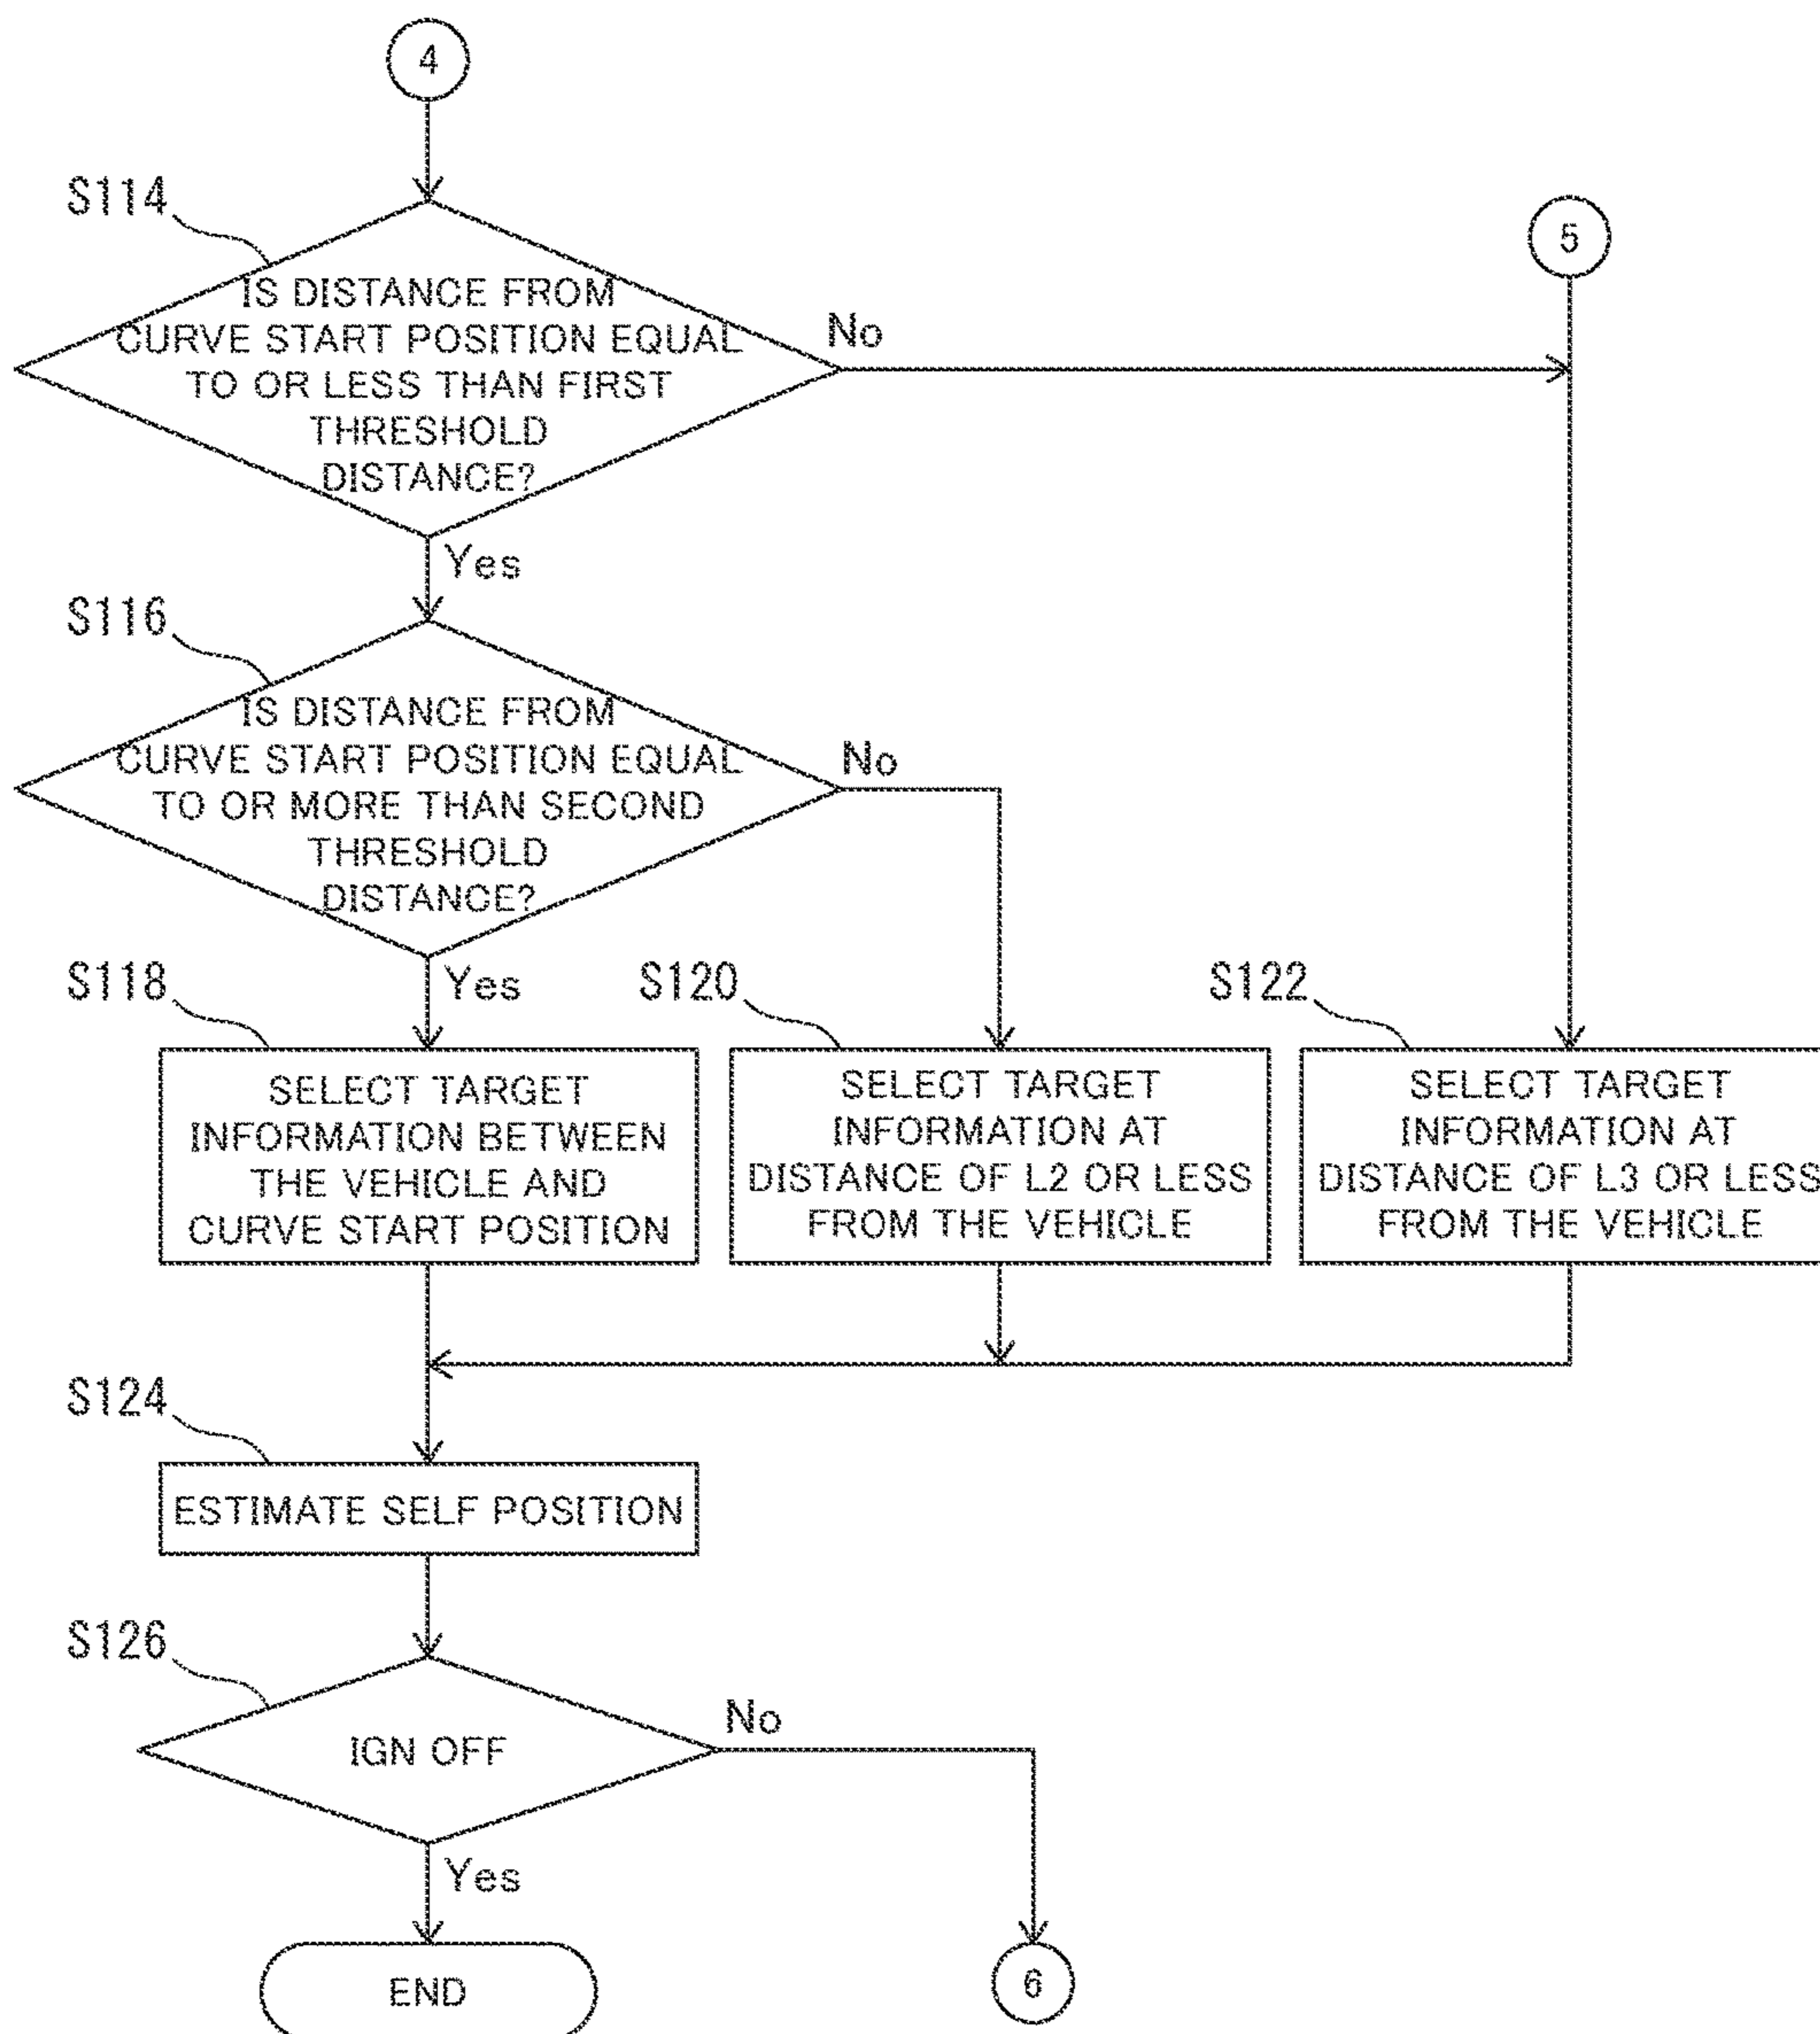 4
S114
5
IS DISTANCE FROM
CURVE START POSITION EQUAL
TO OR LESS THAN FIRST
THRESHOLD
DISTANCE?
No
Yes
S116
IS DISTANCE FROM
CURVE START POSITION EQUAL
TO OR MORE THAN SECOND
THRESHOLD
DISTANCE?
No
Yes
S118
SELECT TARGET
INFORMATION BETWEEN
THE VEHICLE AND
CURVE START POSITION
S120
SELECT TARGET
INFORMATION AT
DISTANCE OF L2 OR LESS
FROM THE VEHICLE
S122
SELECT TARGET
INFORMATION AT
DISTANCE OF L3 OR LESS
FROM THE VEHICLE
S124
ESTIMATE SELF POSITION
S126
IGN OFF
No
Yes
END
6